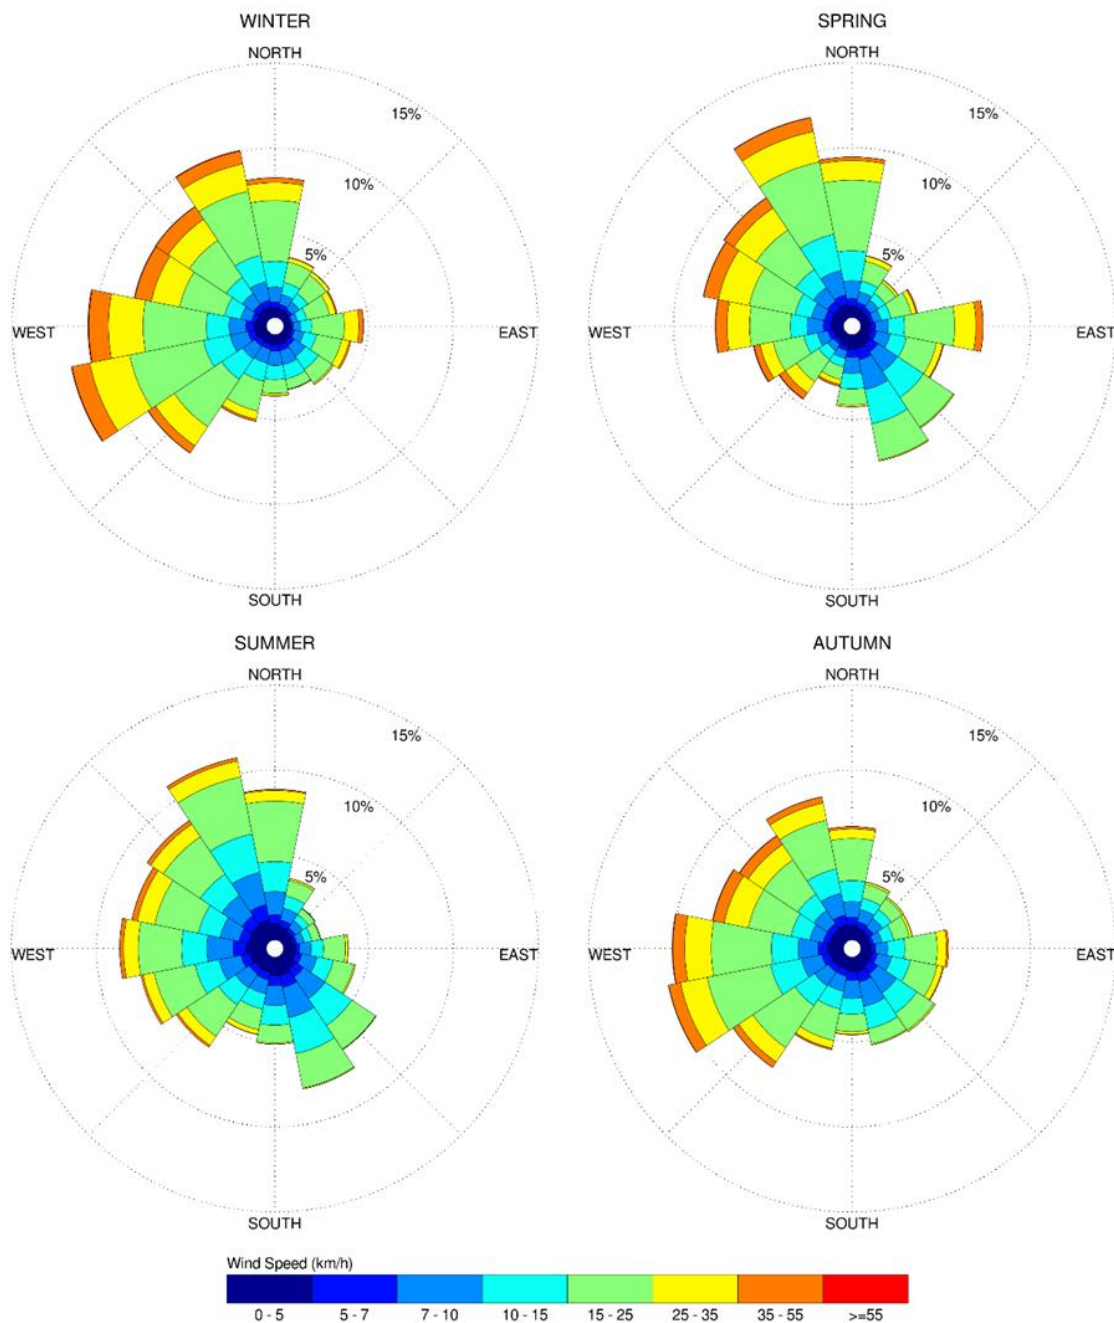 WINTER
SPRING
NORTH
NORTH
15%
15%
10%
10%
5%
5%
WEST
EAST
WEST
EAST
SOUTH
SOUTH
SUMMER
AUTUMN
NORTH
NORTH
15%
15%
10%
10%
5%
5%
WEST
EAST
WEST
EAST
SOUTH
SOUTH
Wind Speed (km/h)
0 - 5 5 - 7 7 - 10 10 - 15 15 - 25 25 - 35 35 - 55 >=55